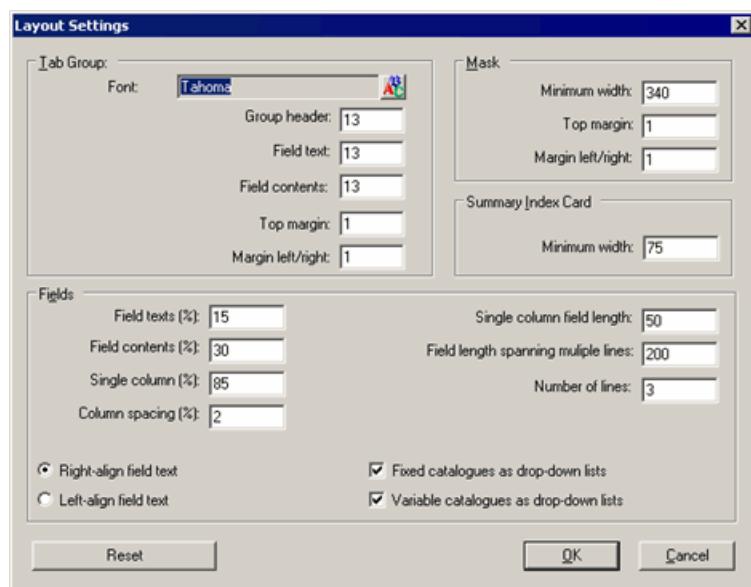 Layout Settings
Tab Group:
Font: Tahoma
Group header: 13
Field text: 13
Field contents: 13
Top margin: 1
Margin left/right: 1
Mask
Minimum width: 340
Top margin: 1
Margin left/right: 1
Summary Index Card
Minimum width: 75
Fields
Field texts (%): 15
Field contents (%): 30
Single column (%): 85
Column spacing (%): 2
Single column field length: 50
Field length spanning muliple lines: 200
Number of lines: 3
Right-align field text
Left-align field text
Fixed catalogues as drop-down lists
Variable catalogues as drop-down lists
Reset
OK
Cancel